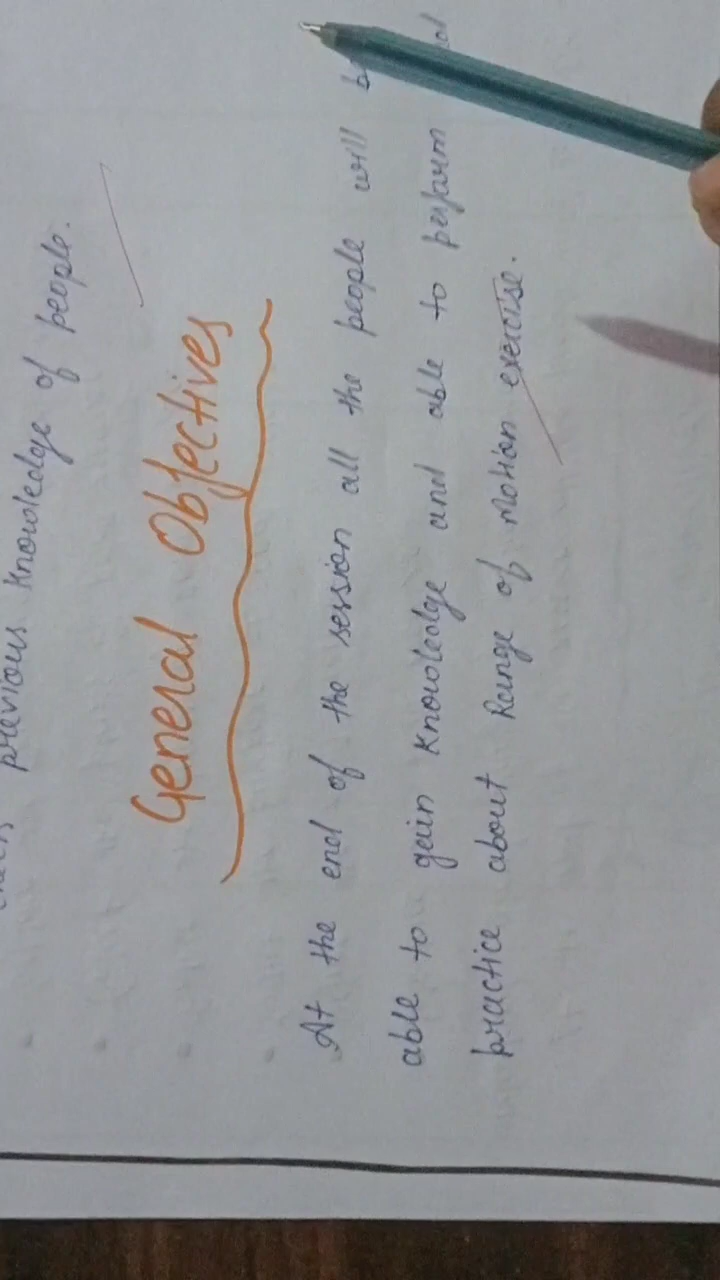 previous knowledge of people.
General Objectives
At the end of the session all the people will
able to gain knowledge and able to perform
practice about Range of Motion exercise.